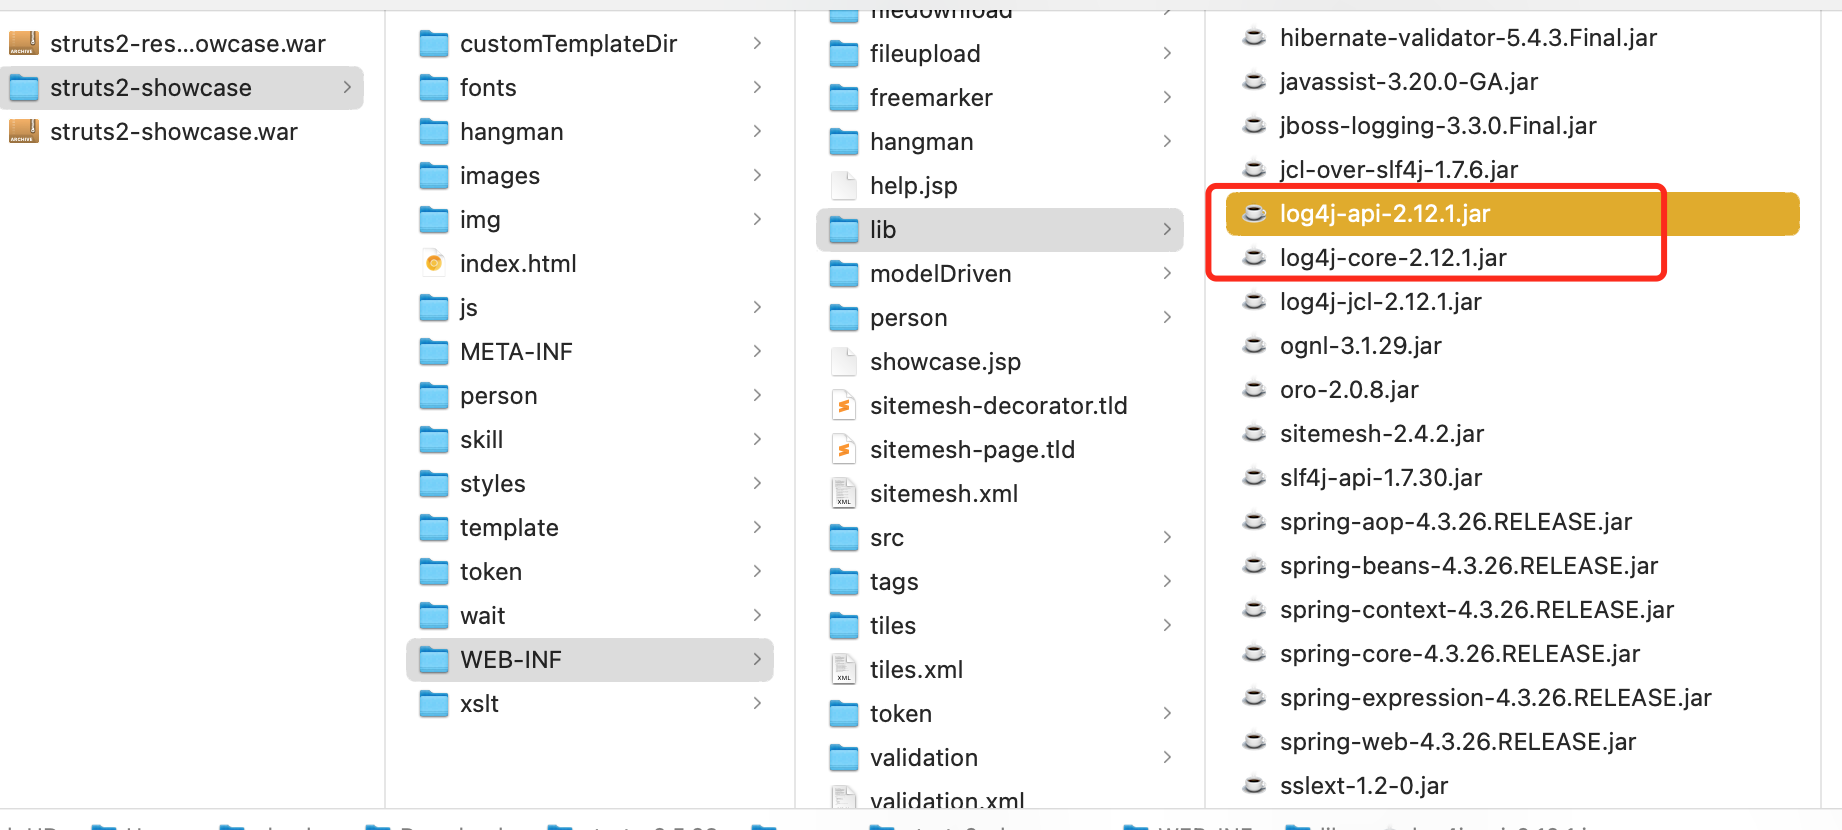 struts2-res...owcase.war
struts2-showcase
struts2-showcase.war
customTemplateDir
fonts
hangman
images
img
index.html
js
META-INF
person
skill
styles
template
token
wait
WEB-INF
xslt
filedownload
fileupload
freemarker
hangman
help.jsp
lib
modelDriven
person
showcase.jsp
sitemesh-decorator.tld
sitemesh-page.tld
sitemesh.xml
src
tags
tiles
tiles.xml
token
validation
validation.xml
hibernate-validator-5.4.3.Final.jar
javassist-3.20.0-GA.jar
jboss-logging-3.3.0.Final.jar
jcl-over-slf4j-1.7.6.jar
log4j-api-2.12.1.jar
log4j-core-2.12.1.jar
log4j-jcl-2.12.1.jar
ognl-3.1.29.jar
oro-2.0.8.jar
sitemesh-2.4.2.jar
slf4j-api-1.7.30.jar
spring-aop-4.3.26.RELEASE.jar
spring-beans-4.3.26.RELEASE.jar
spring-context-4.3.26.RELEASE.jar
spring-core-4.3.26.RELEASE.jar
spring-expression-4.3.26.RELEASE.jar
spring-web-4.3.26.RELEASE.jar
sslext-1.2-0.jar